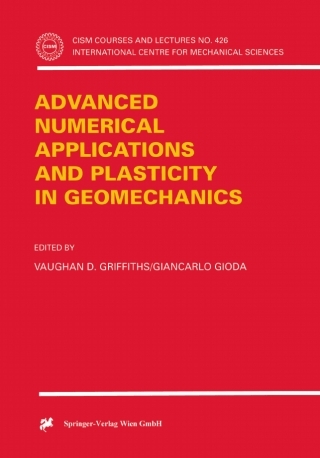 CISM
CISM COURSES AND LECTURES NO. 426
INTERNATIONAL CENTRE FOR MECHANICAL SCIENCES
ADVANCED
NUMERICAL
APPLICATIONS
AND PLASTICITY
IN GEOMECHANICS
EDITED BY
VAUGHAN D. GRIFFITHS/GIANCARLO GIODA
Springer-Verlag Wien GmbH